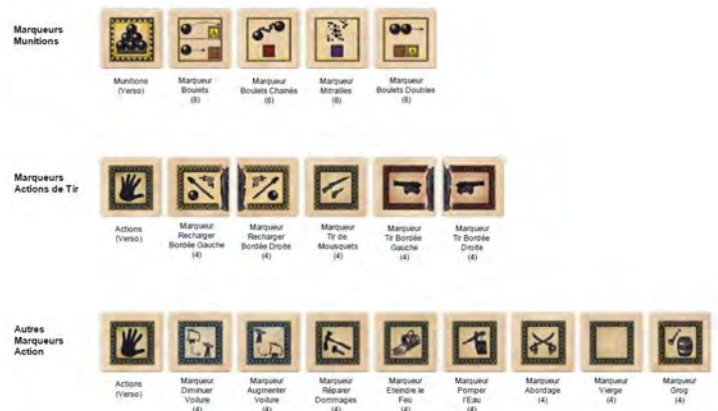 Marqueurs
Munitions
Munitions
(Verso)
Marqueur
Boulets
(8)
Marqueur
Boulets Chaînés
(8)
Marqueur
Mitrailles
(8)
Marqueur
Boulets Doubles
(8)
Marqueurs
Actions de Tir
Actions
(Verso)
Marqueur
Recharger
Bordée Gauche
(4)
Marqueur
Recharger
Bordée Droite
(4)
Marqueur
Tir de
Mousquets
(4)
Marqueur
Tir Bordée
Gauche
(4)
Marqueur
Tir Bordée
Droite
(4)
Autres
Marqueurs
Action
Actions
(Verso)
Marqueur
Diminuer
Voilure
(4)
Marqueur
Augmenter
Voilure
(4)
Marqueur
Réparer
Dommages
(4)
Marqueur
Eteindre le
Feu
(4)
Marqueur
Pomper
l'Eau
(4)
Marqueur
Abordage
(4)
Marqueur
Vierge
(4)
Marqueur
Grog
(4)